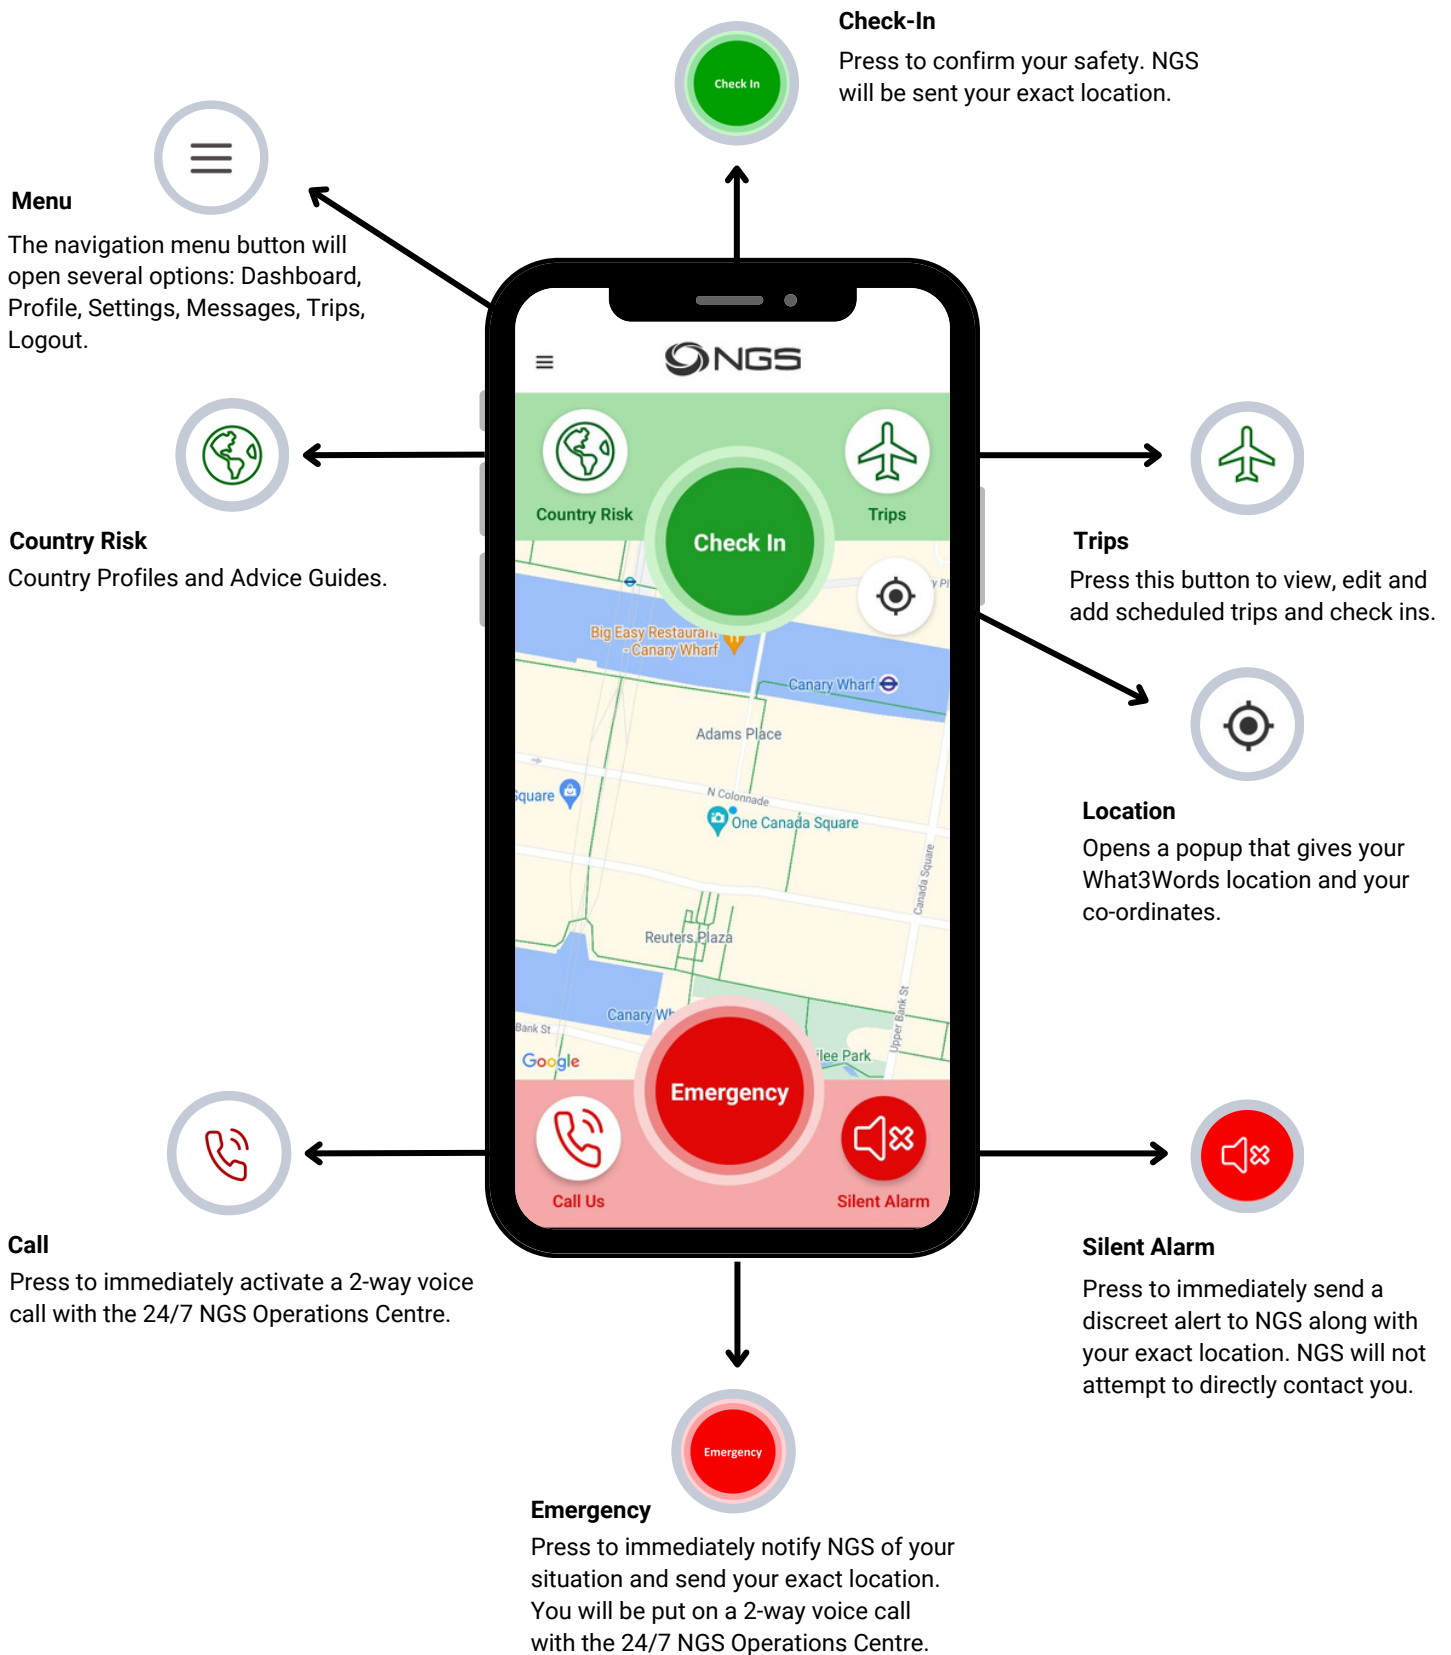 Check-In
Press to confirm your safety. NGS
will be sent your exact location.
Check In
Menu
The navigation menu button will
open several options: Dashboard,
Profile, Settings, Messages, Trips,
Logout.
Country Risk
Country Profiles and Advice Guides.
NGS
Country Risk
Check In
Trips
Big Easy Restaurant
- Canary Wharf
Canary Wharf
Adams Place
N Colonnade
Square
One Canada Square
Canada Square
Reuters Plaza
Upper Bank St
Canary Wh
Bank St
lee Park
Google
Emergency
Call Us
Silent Alarm
Trips
Press this button to view, edit and
add scheduled trips and check ins.
Location
Opens a popup that gives your
What3Words location and your
co-ordinates.
Call
Press to immediately activate a 2-way voice
call with the 24/7 NGS Operations Centre.
Silent Alarm
Press to immediately send a
discreet alert to NGS along with
your exact location. NGS will not
attempt to directly contact you.
Emergency
Emergency
Press to immediately notify NGS of your
situation and send your exact location.
You will be put on a 2-way voice call
with the 24/7 NGS Operations Centre.